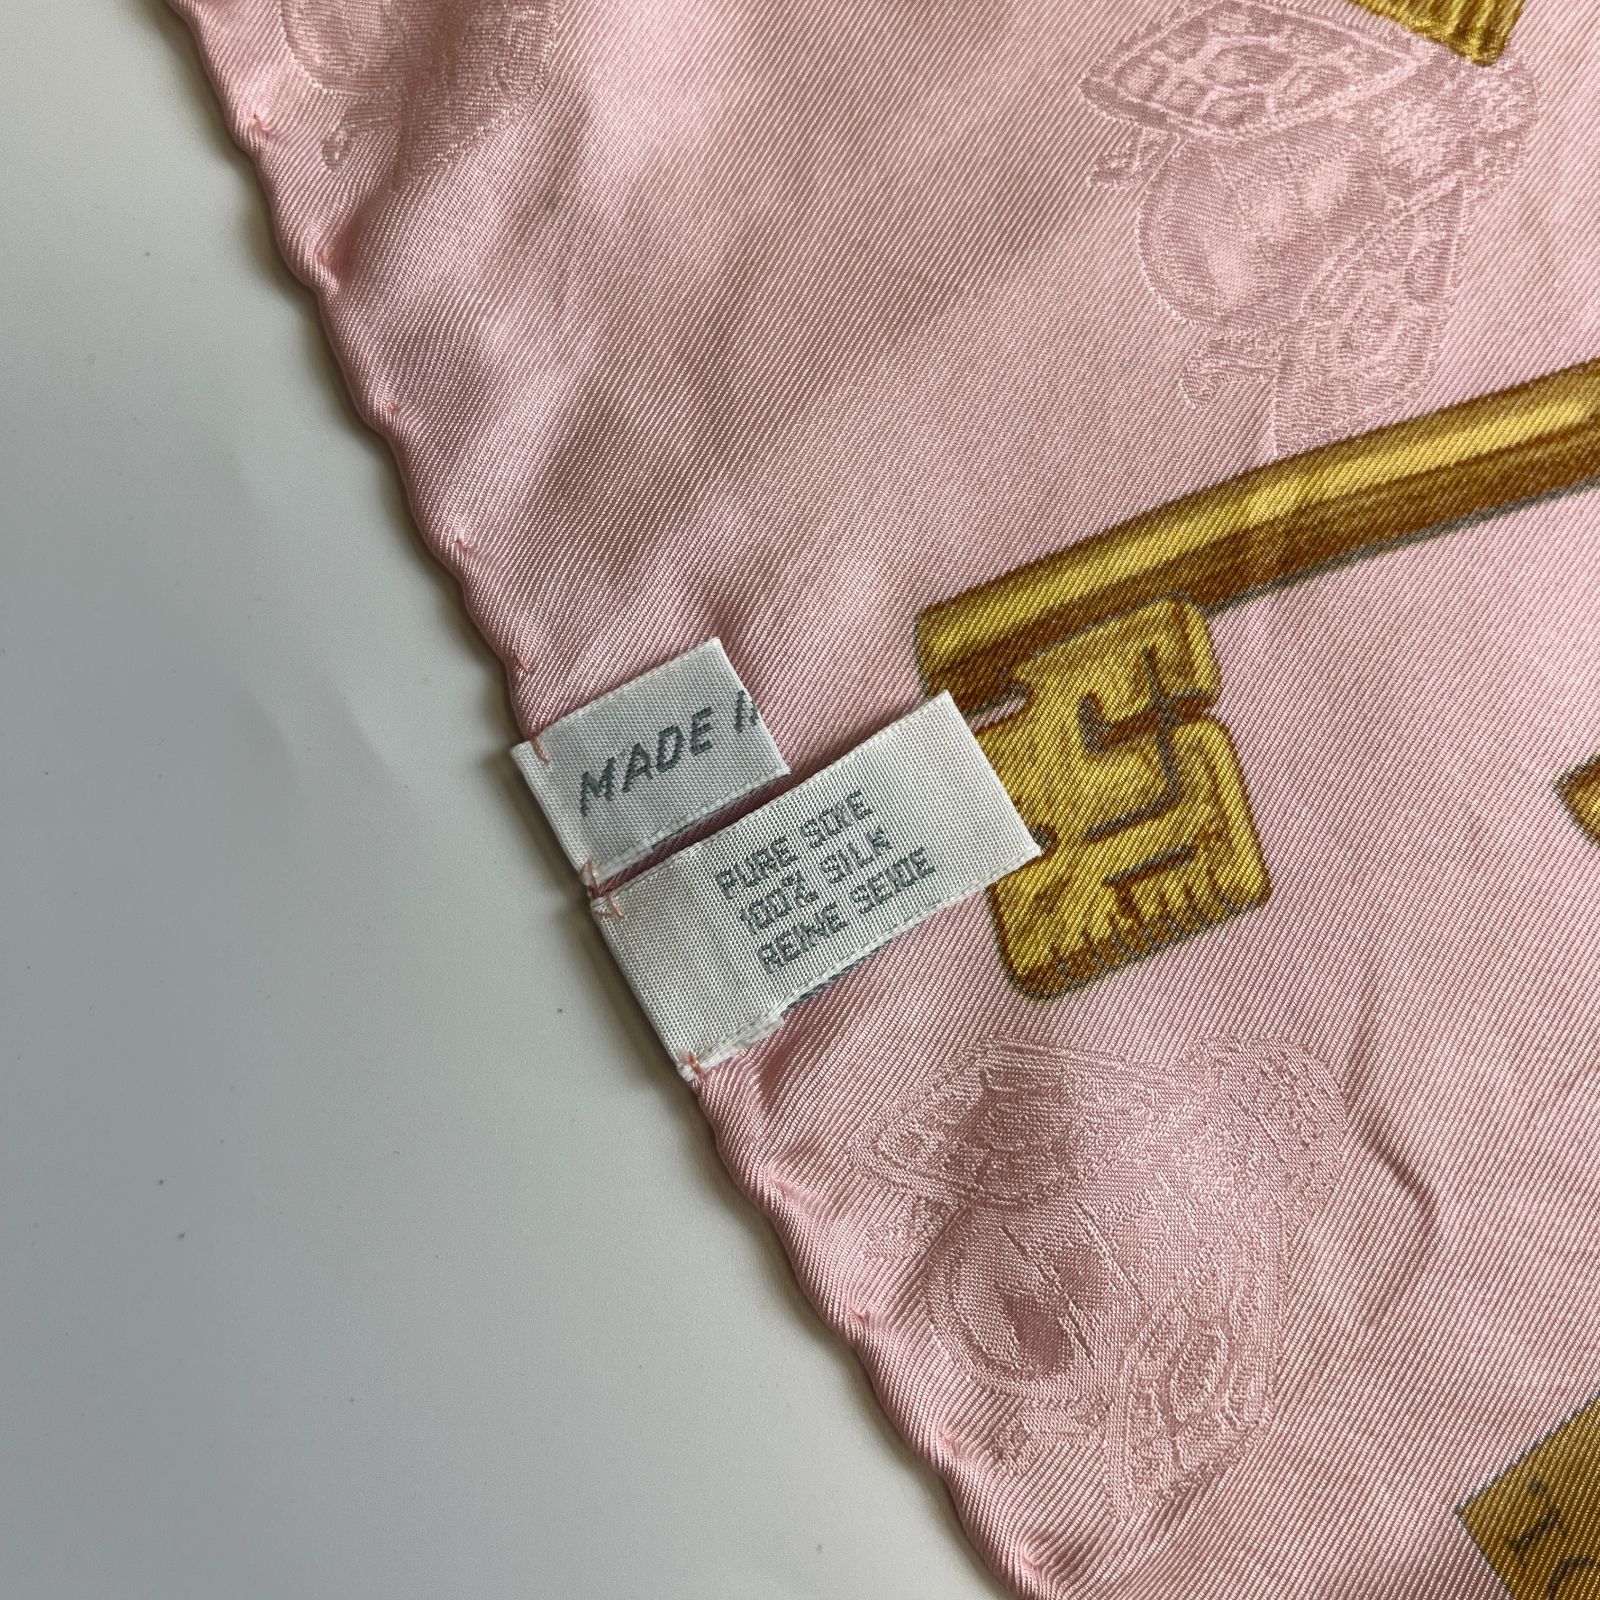 MADE I
PURE SOIE
100% SILK
REINE SEIDE